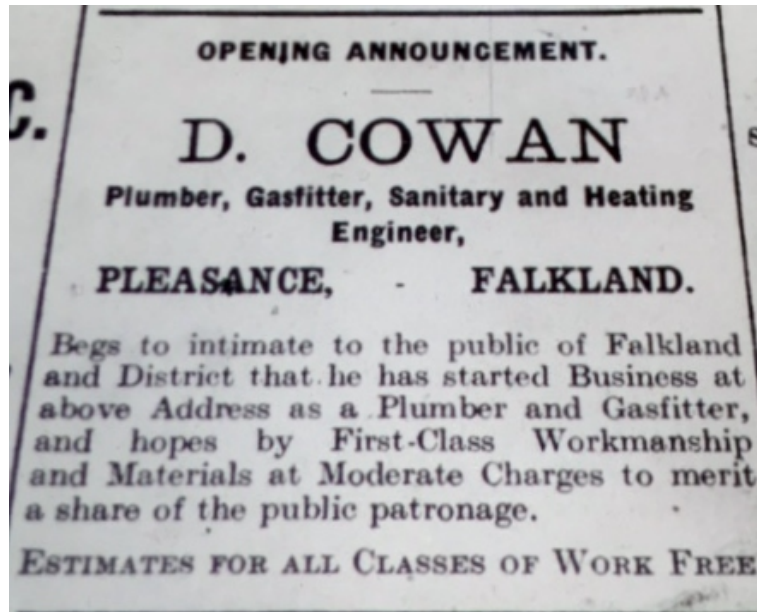 OPENING ANNOUNCEMENT.
C.
D. COWAN
Plumber, Gasfitter, Sanitary and Heating
Engineer,
PLEASANCE, - FALKLAND.
Begs to intimate to the public of Falkland
and District that he has started Business at
above Address as a Plumber and Gasfitter,
and hopes by First-Class Workmanship
and Materials at Moderate Charges to merit
a share of the public patronage.
ESTIMATES FOR ALL CLASSES OF WORK FREE